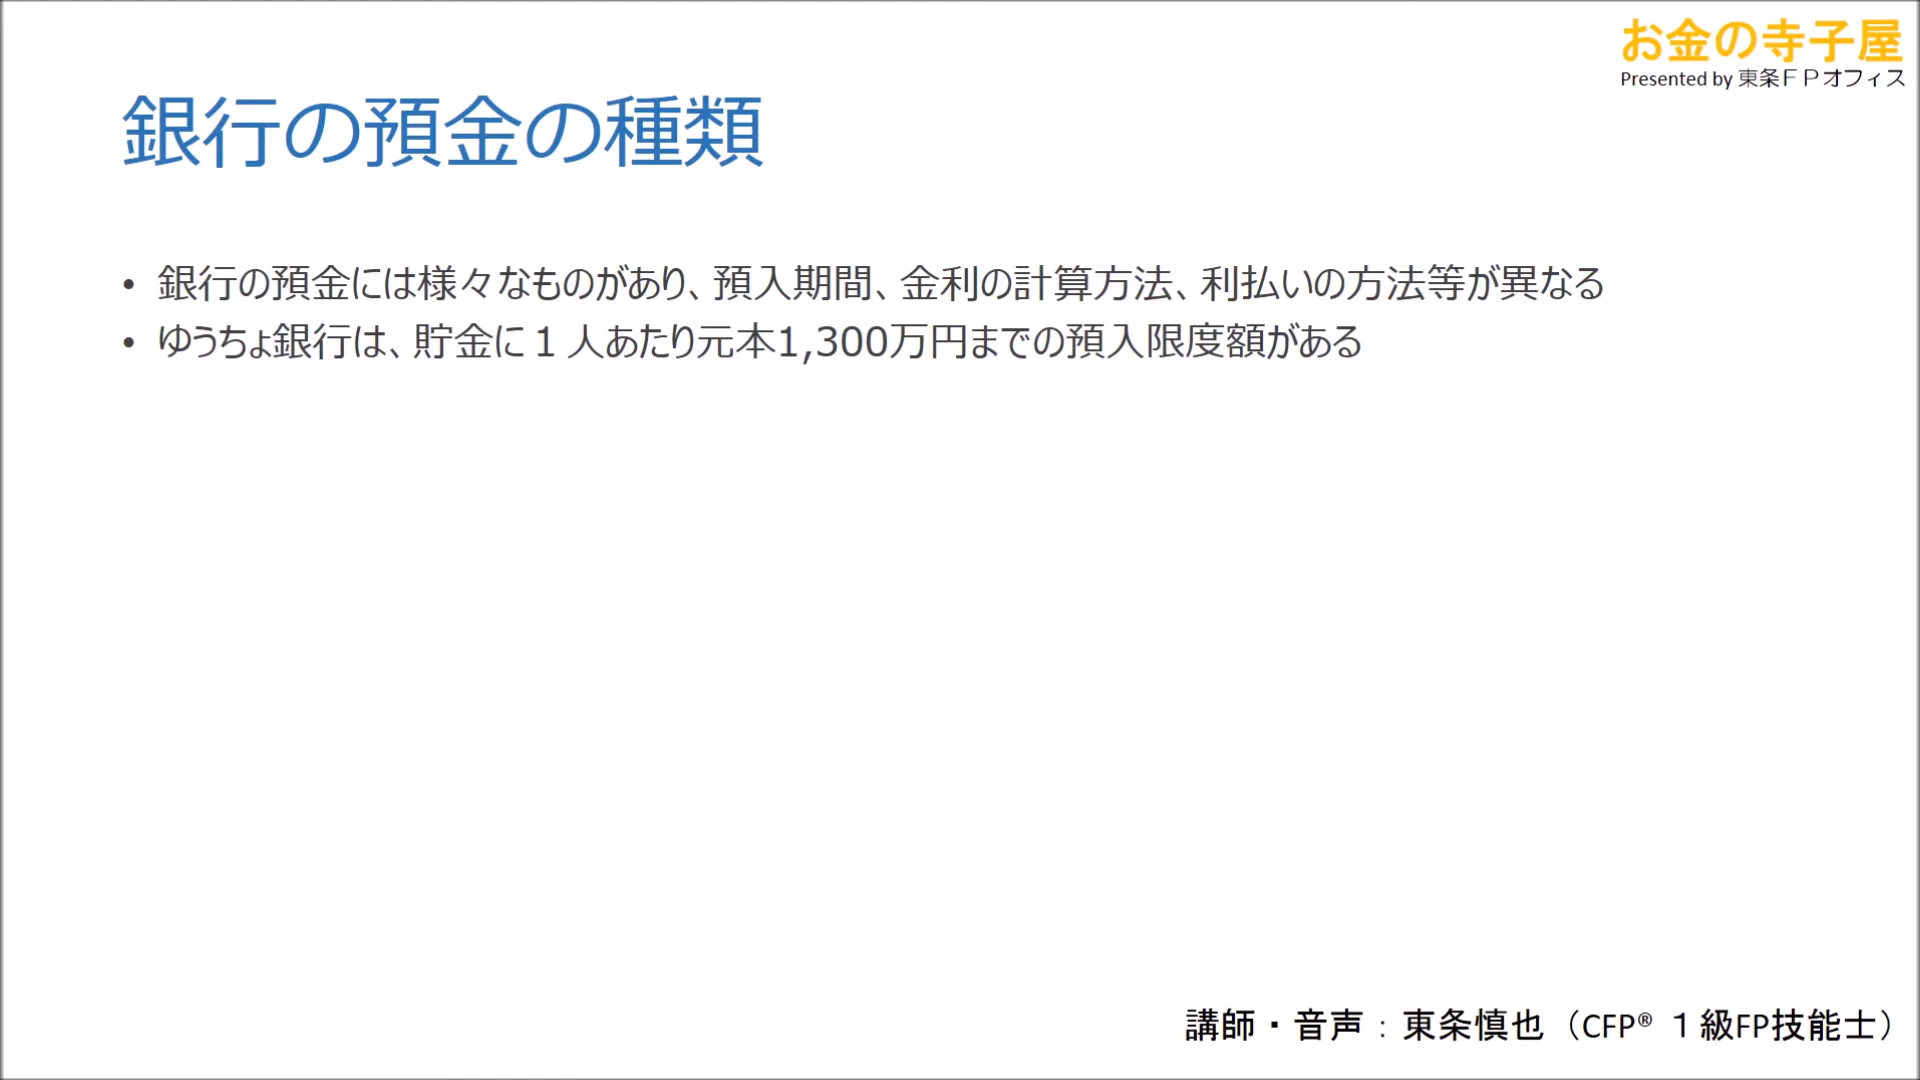 お金の寺子屋
Presented by 東条ＦＰオフィス
銀行の預金の種類
• 銀行の預金には様々なものがあり、預入期間、金利の計算方法、利払いの方法等が異なる
• ゆうちょ銀行は、貯金に１人あたり元本1,300万円までの預入限度額がある
講師・音声：東条慎也（CFP® １級FP技能士）